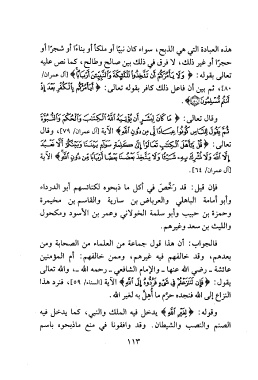 هذه العبادة التي هي الذبح، سواء كان نبيًا أو ملكًا أو بناءً أو شجرًا أو
حجرًا أو غير ذلك، لا فرق في ذلك بين صالح وطالح، كما نص عليه
تعالى بقوله: ﴿ وَلَا يَأْمُرَكُمْ أَن تَتَّخِذُوا الْمَلَائِكَةَ وَالنَّبِيِّينَ أَرْبَابًا ﴾ [آل عمران/
٨٠]، ثم بين أن فاعل ذلك كافر بقوله تعالى: ﴿ أَيَأْمُرُكُم بِالْكُفْرِ بَعْدَ إِذْ
أَنتُم مُّسْلِمُونَ ﴾.
وقال تعالى: ﴿ مَا كَانَ لِبَشَرٍ أَن يُؤْتِيَهُ اللَّهُ الْكِتَابَ وَالْحُكْمَ وَالنُّبُوَّةَ
ثُمَّ يَقُولَ لِلنَّاسِ كُونُوا عِبَادًا لِّي مِن دُونِ اللَّهِ ﴾ الآية [آل عمران/ ٧٩]، وقال
تعالى: ﴿ قُلْ يَا أَهْلَ الْكِتَابِ تَعَالَوْا إِلَىٰ كَلِمَةٍ سَوَاءٍ بَيْنَنَا وَبَيْنَكُمْ أَلَّا نَعْبُدَ
إِلَّا اللَّهَ وَلَا نُشْرِكَ بِهِ شَيْئًا وَلَا يَتَّخِذَ بَعْضُنَا بَعْضًا أَرْبَابًا مِّن دُونِ اللَّهِ ﴾ الآية
[آل عمران/ ٦٤].
فإن قيل: قد رخَّص في أكل ما ذبحوه لكنائسهم أبو الدرداء
وأبو أمامة الباهلي والعرباض بن سارية والقاسم بن مخيمرة
وحمزة بن حبيب وأبو سلمة الخولاني وعمر بن الأسود ومكحول
والليث بن سعد وغيرهم.
فالجواب: أن هذا قول جماعة من العلماء من الصحابة ومن
بعدهم، وقد خالفهم فيه غيرهم، وممن خالفهم: أم المؤمنين
عائشة ـ رضي الله عنها ـ والإمام الشافعي ـ رحمه الله ـ، والله تعالى
يقول: ﴿ فَإِن تَنَازَعْتُمْ فِي شَيْءٍ فَرُدُّوهُ إِلَى اللَّهِ ﴾ الآية [النساء/ ٥٩]، فنرد هذا
النزاع إلى الله فنجده حرَّم ما أُهِلَّ به لغير الله.
وقوله: ﴿ لِغَيْرِ اللَّهِ ﴾ يدخل فيه الملك والنبي، كما يدخل فيه
الصنم والنصب والشيطان. وقد وافقونا في منع ماذبحوه باسم
١١٣